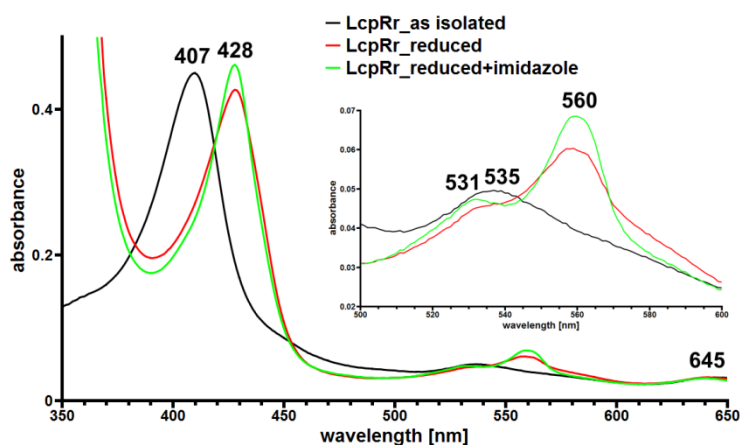 LcpRr_as isolated
LcpRr_reduced
LcpRr_reduced+imidazole
407 428
0.4
0.2
0
absorbance
350 400 450 500 550 600 650
wavelength [nm]
645
560
531 535
0.07
0.06
0.05
0.04
0.03
0.02
absorbance
500 520 540 560 580 600
wavelength [nm]